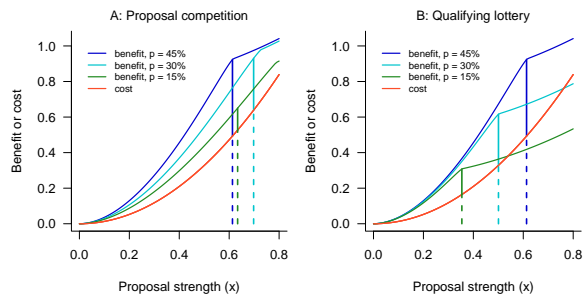 A: Proposal competition
benefit, p = 45%
benefit, p = 30%
benefit, p = 15%
cost
Benefit or cost
1.0
0.8
0.6
0.4
0.2
0.0
0.0 0.2 0.4 0.6 0.8
Proposal strength (x)
B: Qualifying lottery
benefit, p = 45%
benefit, p = 30%
benefit, p = 15%
cost
Benefit or cost
1.0
0.8
0.6
0.4
0.2
0.0
0.0 0.2 0.4 0.6 0.8
Proposal strength (x)